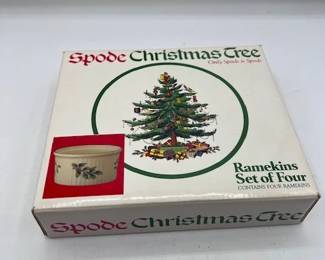 Spode Christmas Tree
Only Spode is Spode
Ramekins
Set of Four
CONTAINS FOUR RAMEKINS
Spode Christmas Tree